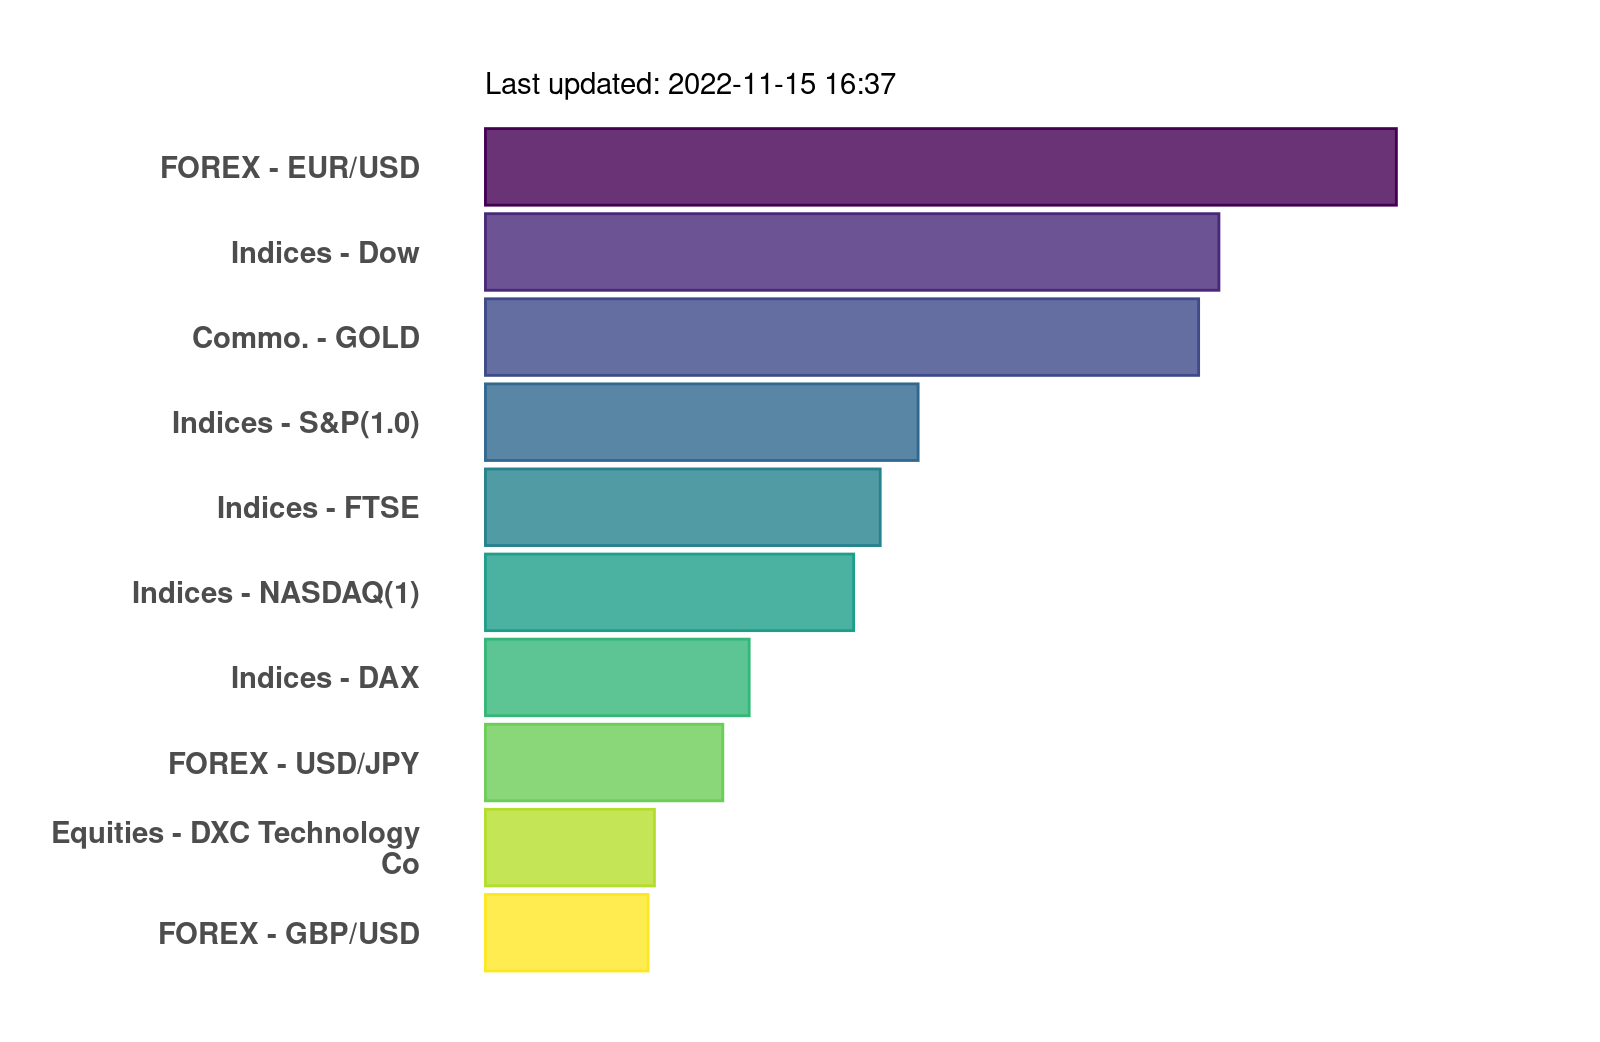 Last updated: 2022-11-15 16:37
FOREX - EUR/USD
Indices - Dow
Commo. - GOLD
Indices - S&P(1.0)
Indices - FTSE
Indices - NASDAQ(1)
Indices - DAX
FOREX - USD/JPY
Equities - DXC Technology
Co
FOREX - GBP/USD